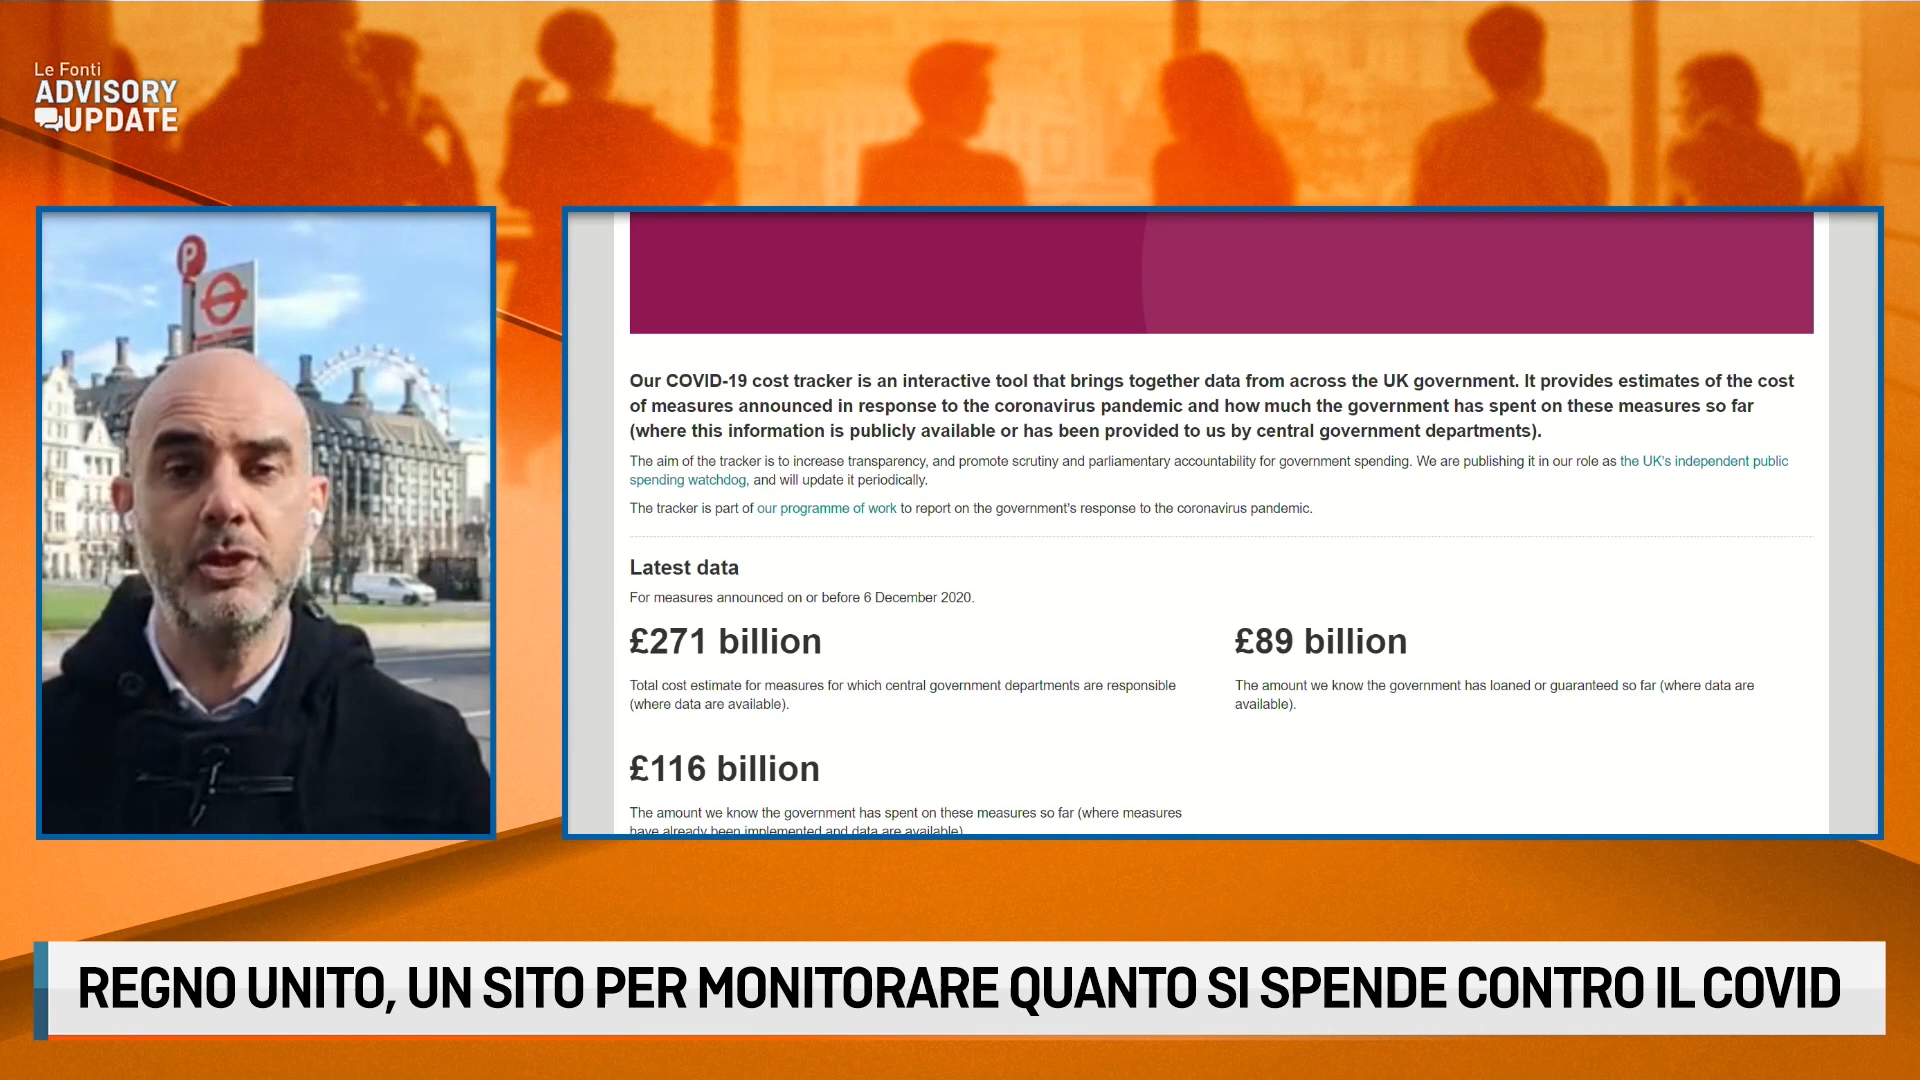 Le Fonti
ADVISORY
UPDATE
P
Our COVID-19 cost tracker is an interactive tool that brings together data from across the UK government. It provides estimates of the cost
of measures announced in response to the coronavirus pandemic and how much the government has spent on these measures so far
(where this information is publicly available or has been provided to us by central government departments).
The aim of the tracker is to increase transparency, and promote scrutiny and parliamentary accountability for government spending. We are publishing it in our role as the UK's independent public
spending watchdog, and will update it periodically.
The tracker is part of our programme of work to report on the government's response to the coronavirus pandemic.
Latest data
For measures announced on or before 6 December 2020.
£271 billion
Total cost estimate for measures for which central government departments are responsible
(where data are available).
£89 billion
The amount we know the government has loaned or guaranteed so far (where data are
available).
£116 billion
The amount we know the government has spent on these measures so far (where measures
have already been implemented and data are available)
REGNO UNITO, UN SITO PER MONITORARE QUANTO SI SPENDE CONTRO IL COVID